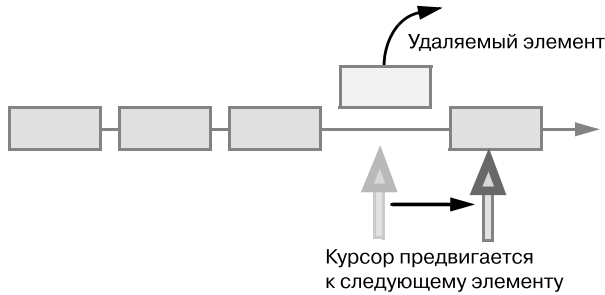 Удаляемый элемент
Курсор предвигается
к следующему элементу